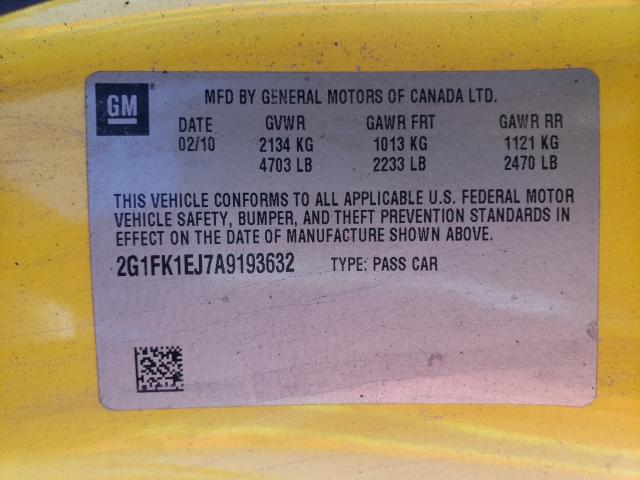 GM
MFD BY GENERAL MOTORS OF CANADA LTD.
DATE GVWR GAWR FRT GAWR RR
02/10 2134 KG 1013 KG 1121 KG
4703 LB 2233 LB 2470 LB
THIS VEHICLE CONFORMS TO ALL APPLICABLE U.S. FEDERAL MOTOR
VEHICLE SAFETY, BUMPER, AND THEFT PREVENTION STANDARDS IN
EFFECT ON THE DATE OF MANUFACTURE SHOWN ABOVE.
2G1FK1EJ7A9193632 TYPE: PASS CAR